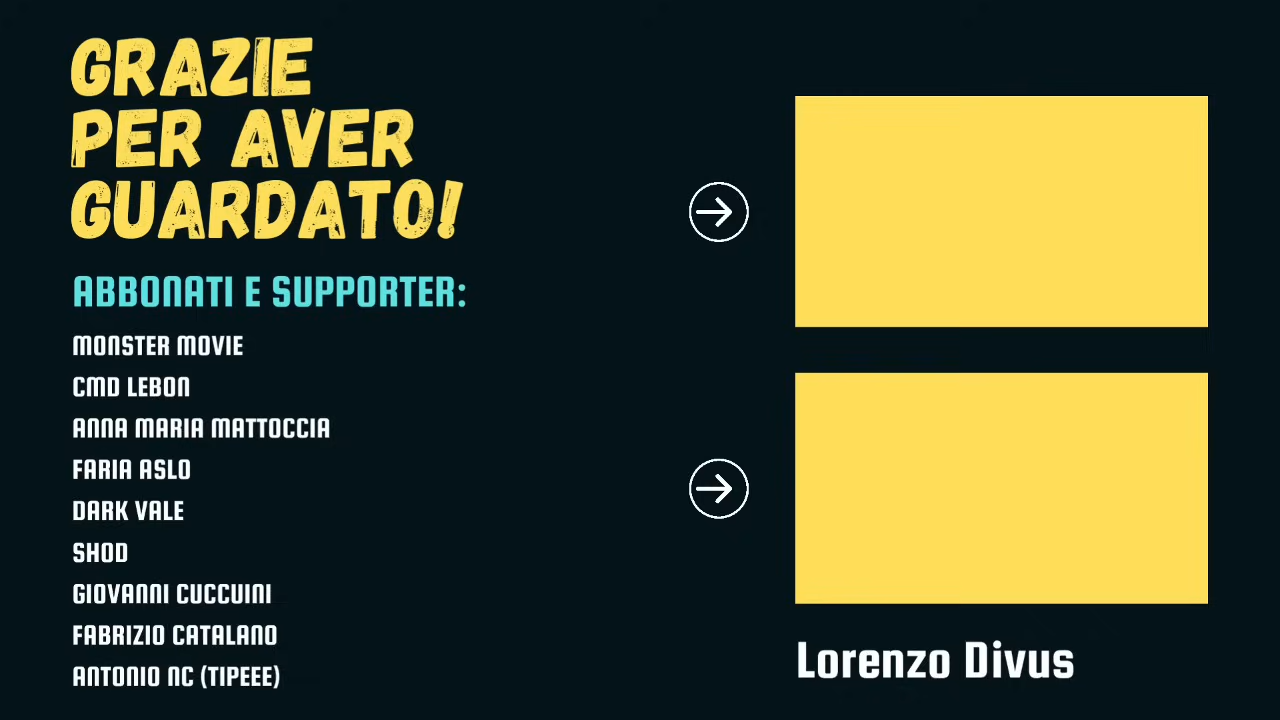 GRAZIE
PER AVER
GUARDATO!
ABBONATI E SUPPORTER:
MONSTER MOVIE
CMD LEBON
ANNA MARIA MATTOCCIA
FARIA ASLO
DARK VALE
SHOD
GIOVANNI CUCCUINI
FABRIZIO CATALANO
ANTONIO NC (TIPEEE)
Lorenzo Divus